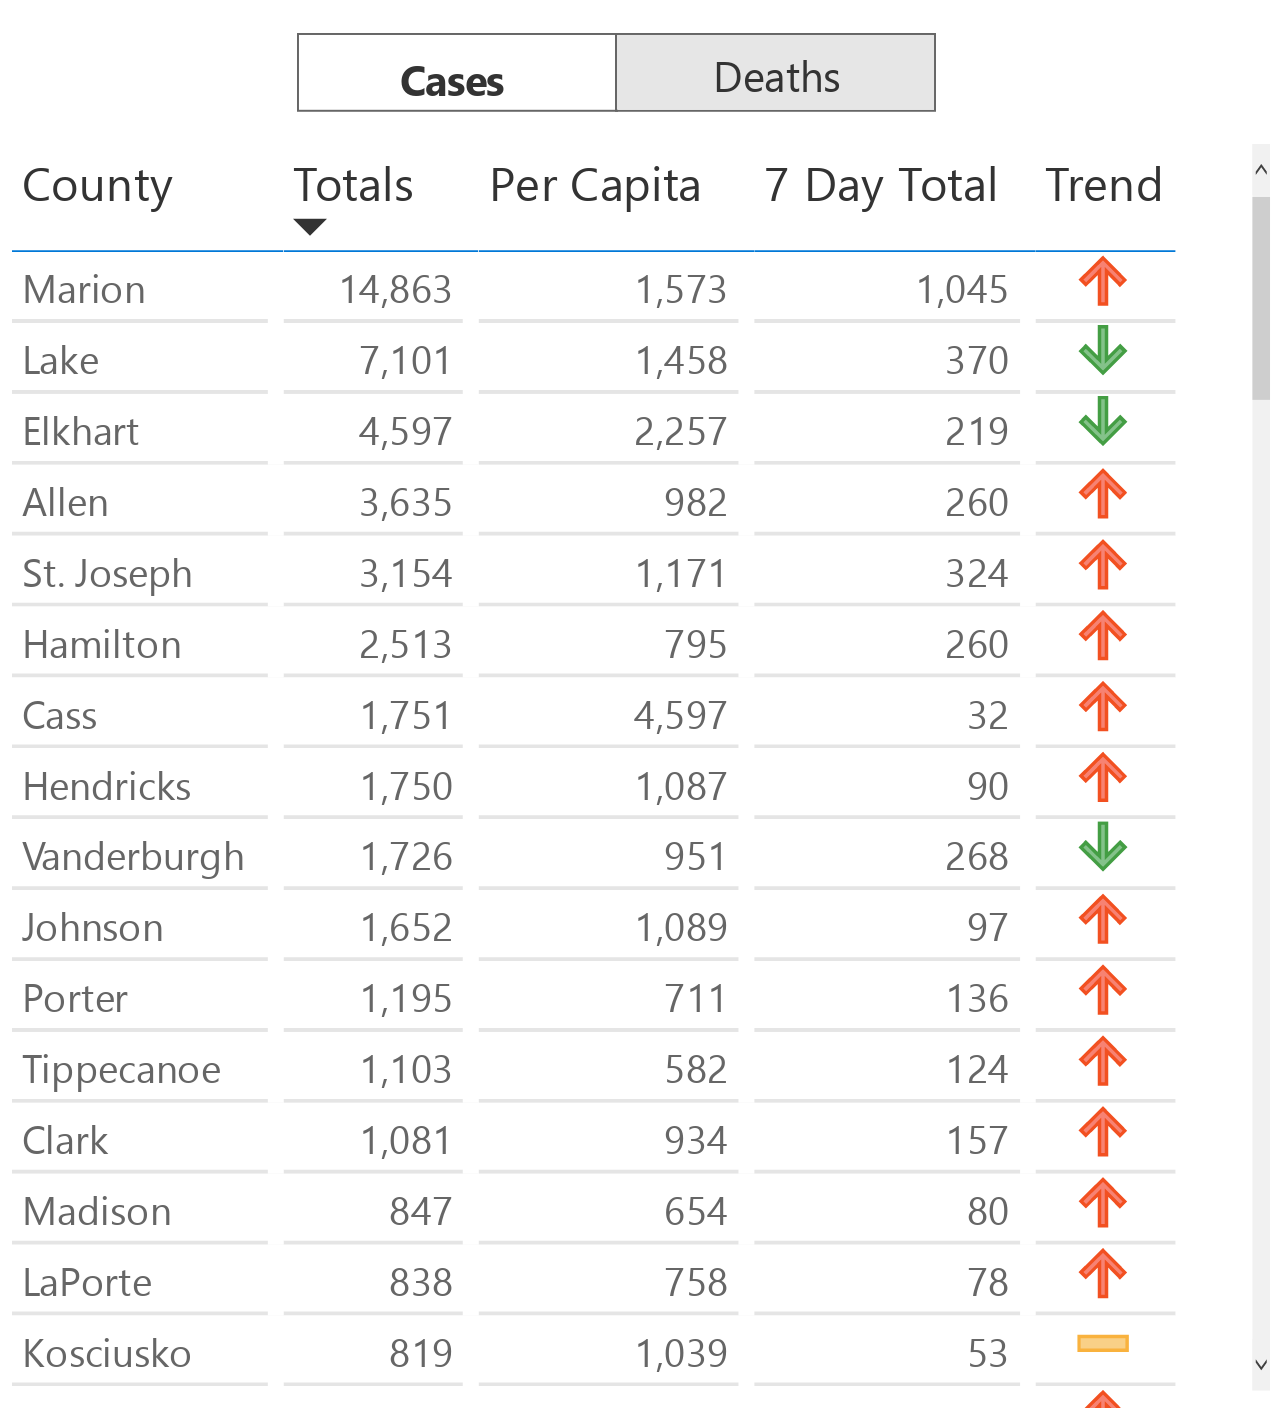 Cases Deaths
County Totals Per Capita 7 Day Total Trend
Marion 14,863 1,573 1,045
Lake 7,101 1,458 370
Elkhart 4,597 2,257 219
Allen 3,635 982 260
St. Joseph 3,154 1,171 324
Hamilton 2,513 795 260
Cass 1,751 4,597 32
Hendricks 1,750 1,087 90
Vanderburgh 1,726 951 268
Johnson 1,652 1,089 97
Porter 1,195 711 136
Tippecanoe 1,103 582 124
Clark 1,081 934 157
Madison 847 654 80
LaPorte 838 758 78
Kosciusko 819 1,039 53